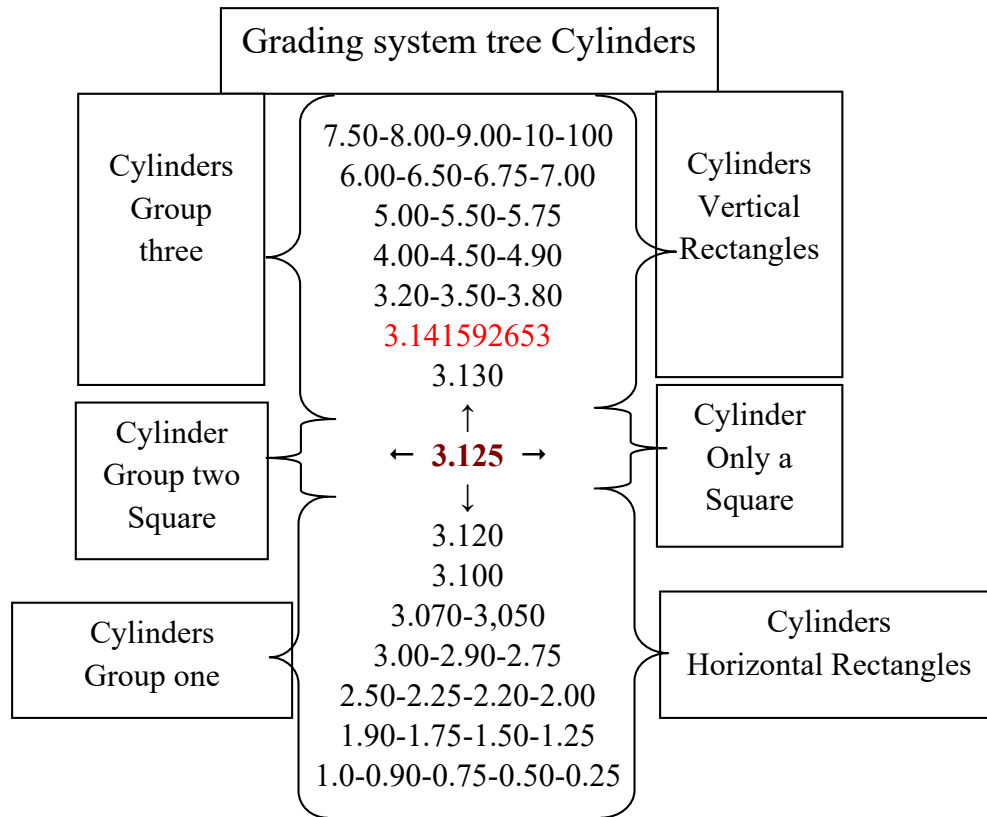 Grading system tree Cylinders
Cylinders
Group
three
7.50-8.00-9.00-10-100
6.00-6.50-6.75-7.00
5.00-5.50-5.75
4.00-4.50-4.90
3.20-3.50-3.80
3.141592653
3.130
Cylinders
Vertical
Rectangles
Cylinder
Group two
Square
↑
← 3.125 →
↓
Cylinder
Only a
Square
3.120
3.100
3.070-3,050
3.00-2.90-2.75
2.50-2.25-2.20-2.00
1.90-1.75-1.50-1.25
1.0-0.90-0.75-0.50-0.25
Cylinders
Group one
Cylinders
Horizontal Rectangles